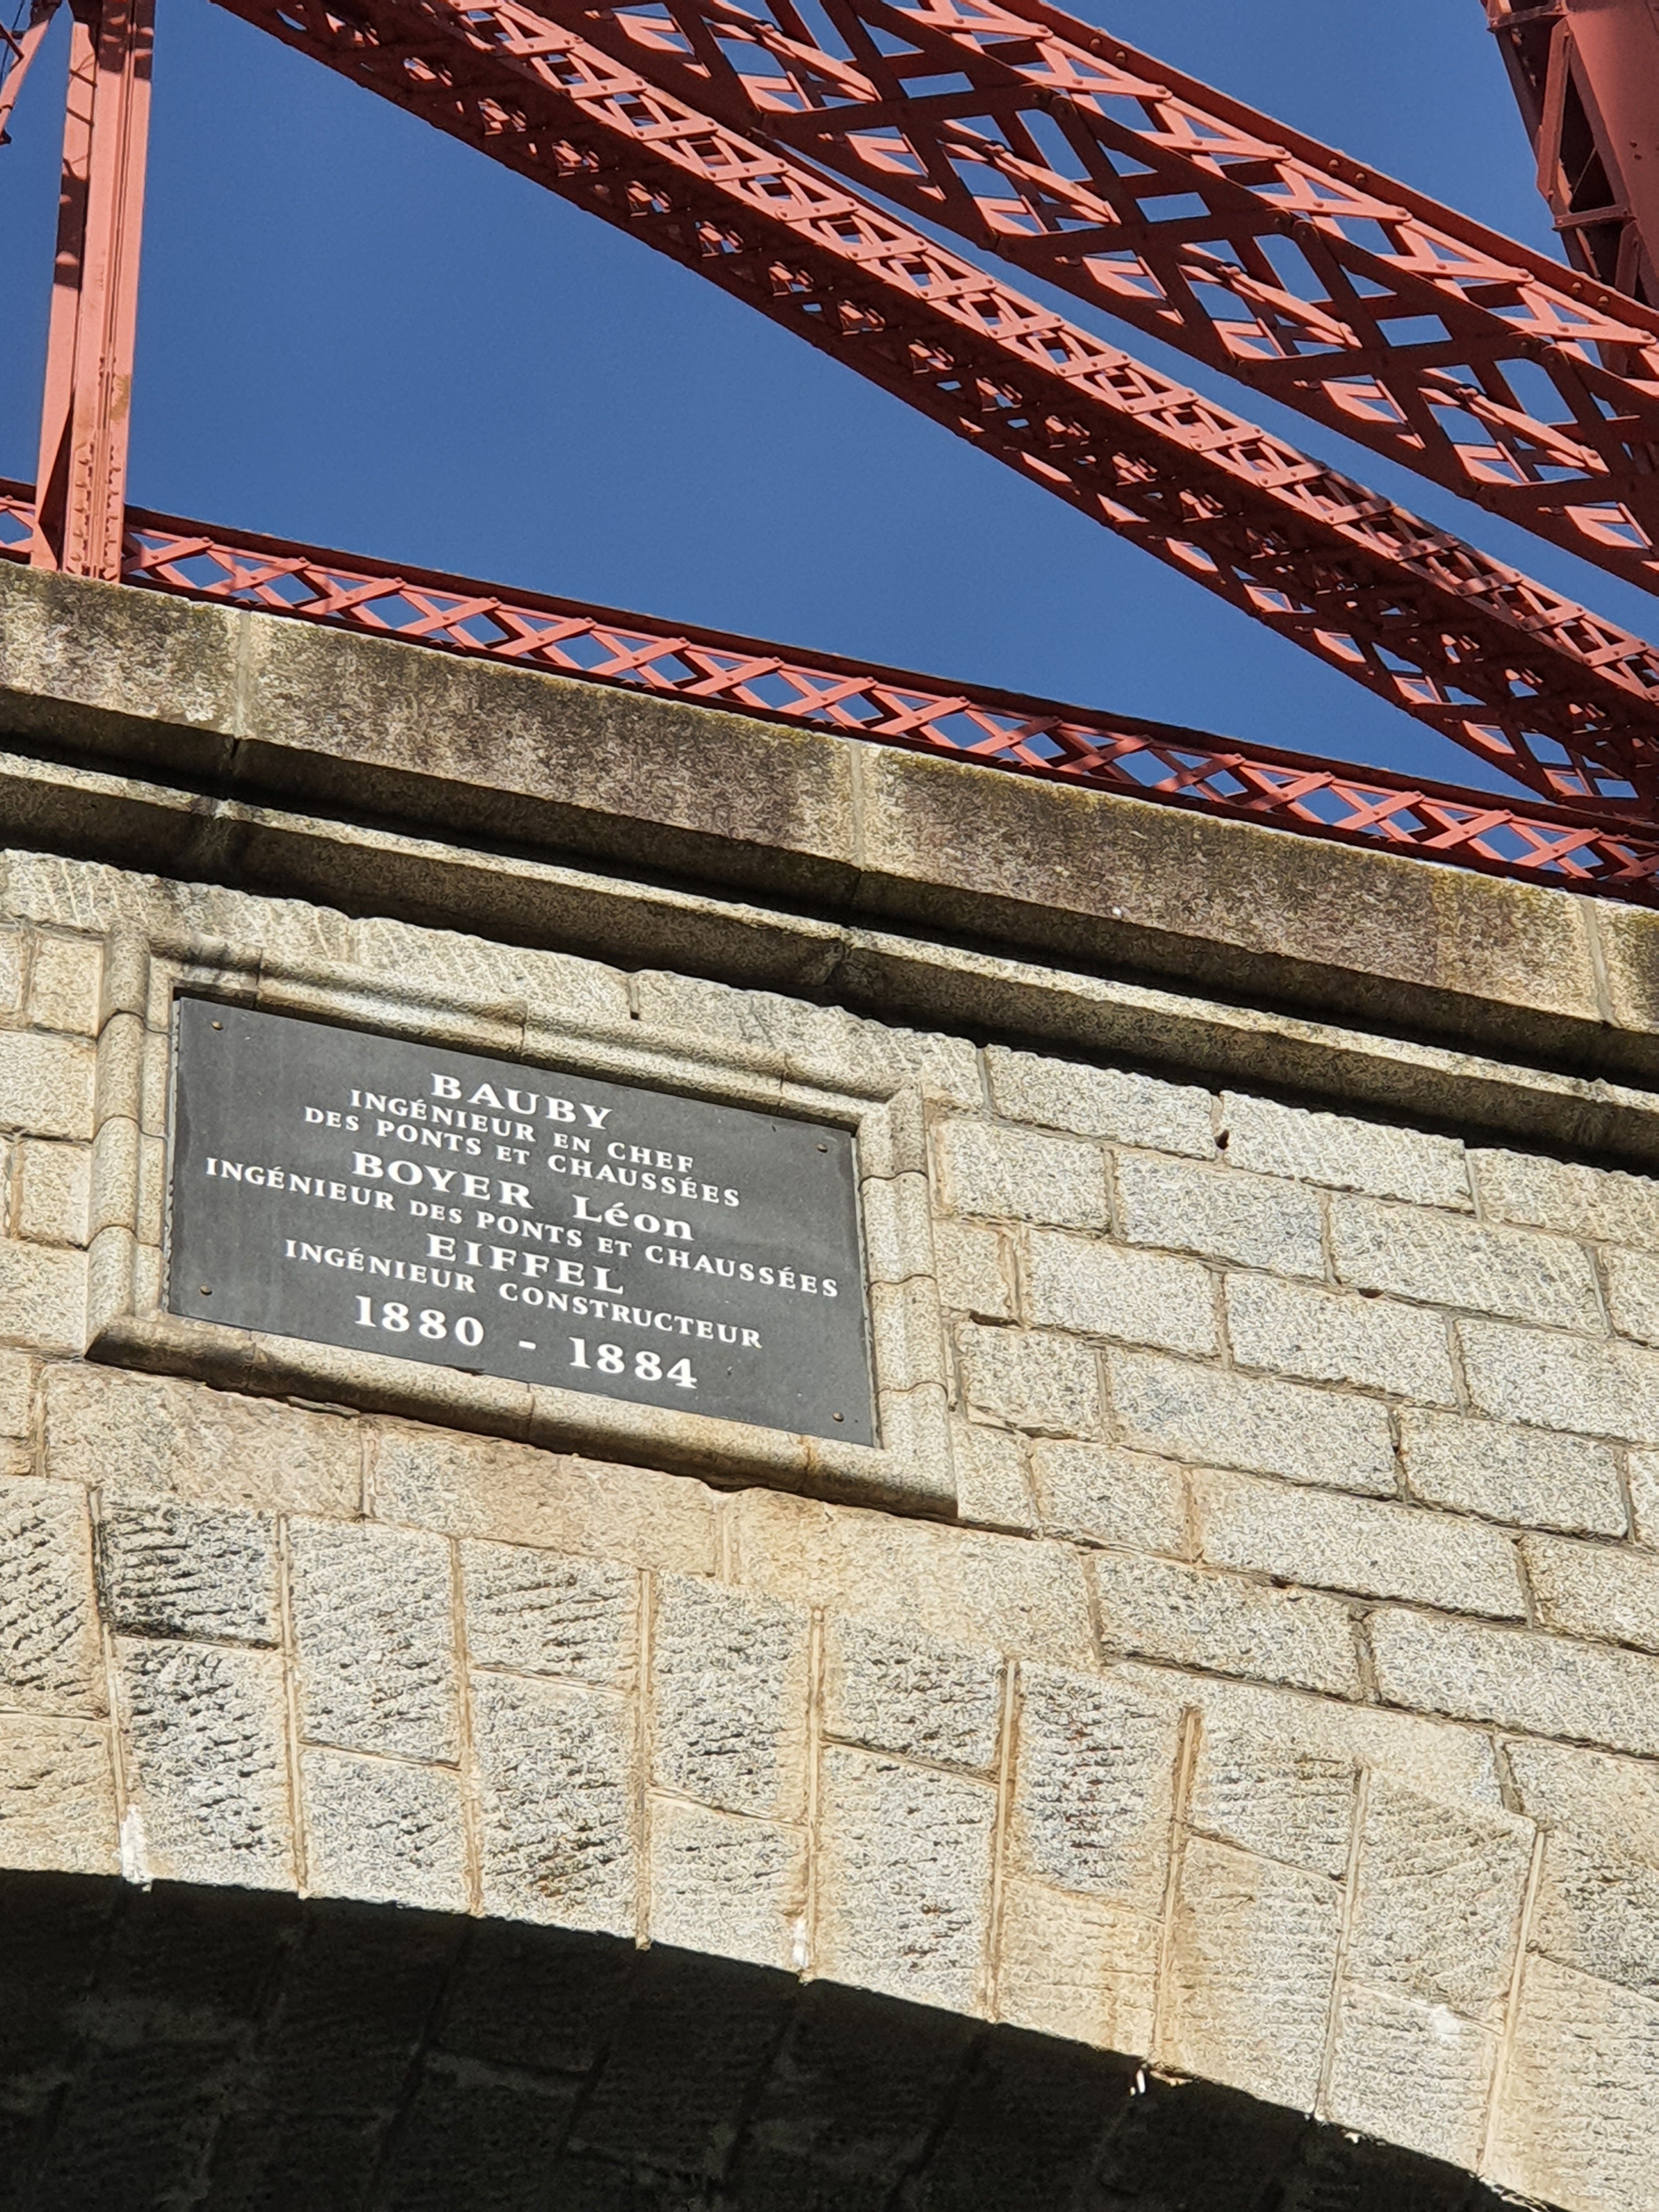 BAUBY
INGÉNIEUR EN CHEF
DES PONTS ET CHAUSSÉES
BOYER Léon
INGÉNIEUR DES PONTS ET CHAUSSÉES
EIFFEL
INGÉNIEUR CONSTRUCTEUR
1880 - 1884